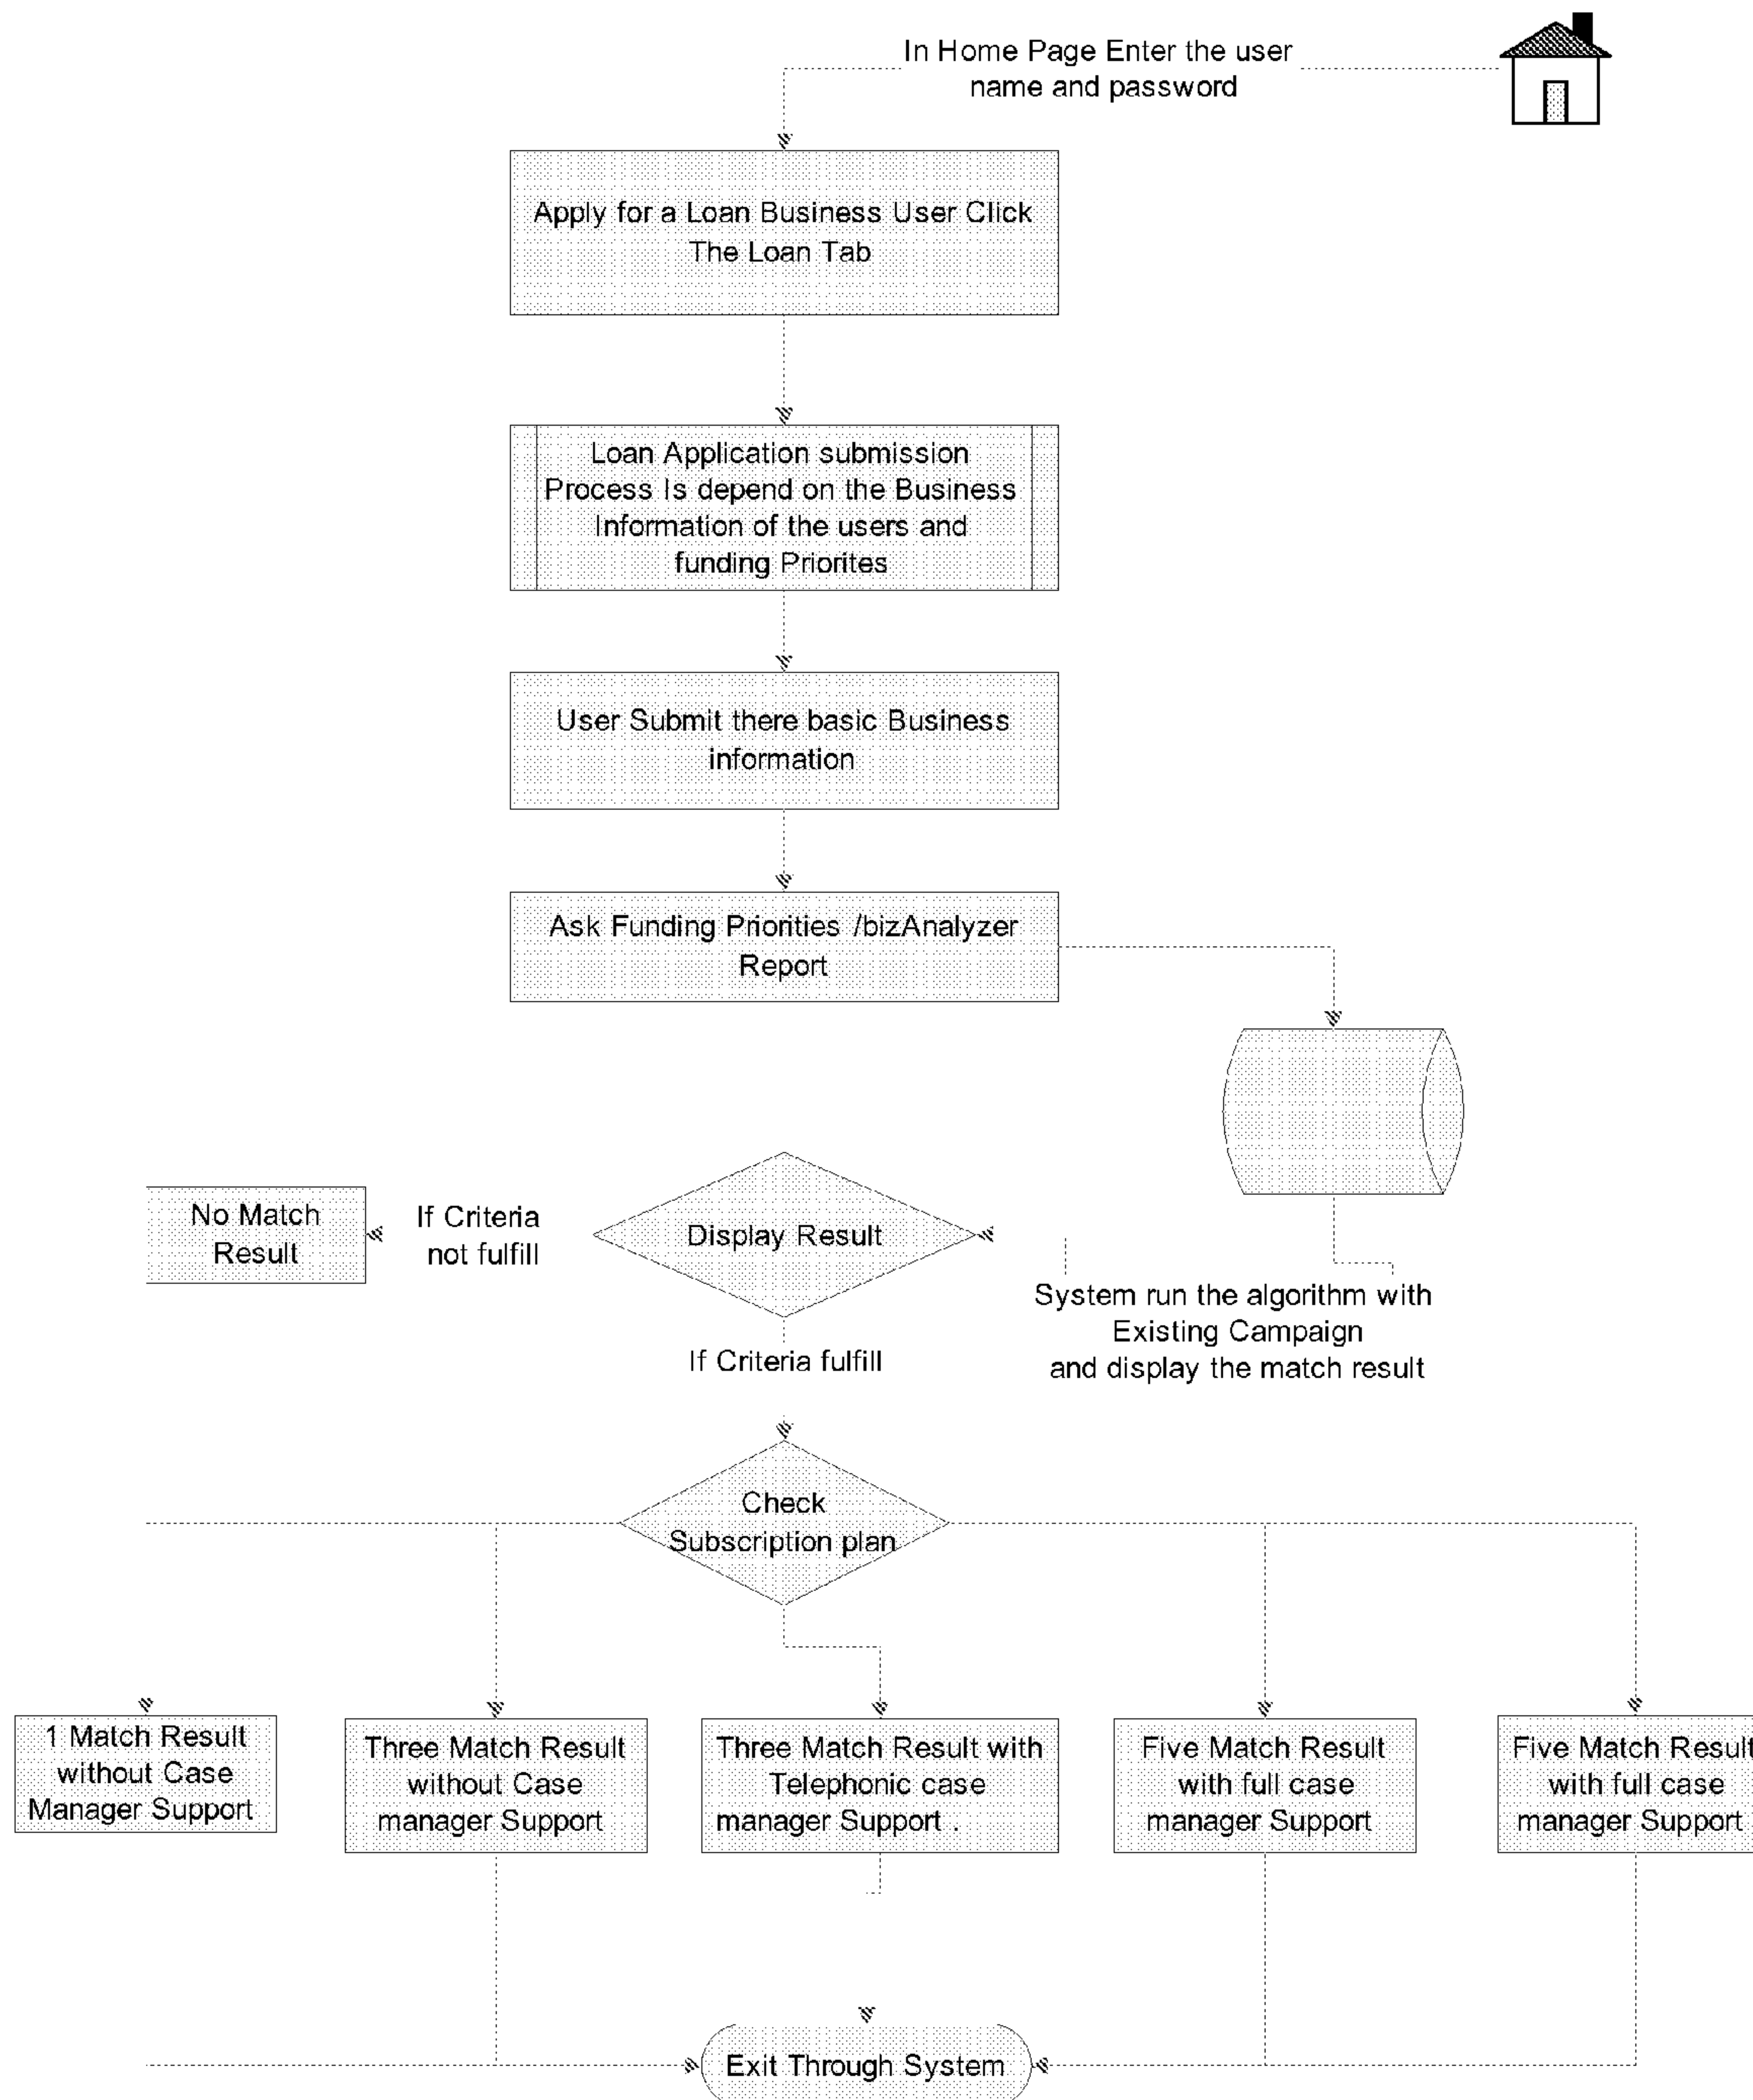 In Home Page Enter the user
name and password
Apply for a Loan Business User Click
The Loan Tab
Loan Application submission
Process Is depend on the Business
Information of the users and
funding Priorites
User Submit there basic Business
information
Ask Funding Priorities /bizAnalyzer
Report
No Match
Result
If Criteria
not fulfill
Display Result
System run the algorithm with
Existing Campaign
and display the match result
If Criteria fulfill
Check
Subscription plan
1 Match Result
without Case
Manager Support
Three Match Result
without Case
manager Support
Three Match Result with
Telephonic case
manager Support .
Five Match Result
with full case
manager Support
Five Match Result
with full case
manager Support
Exit Through System